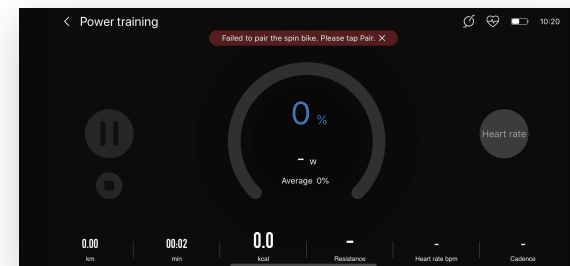 Power training
10:20
Failed to pair the spin bike. Please tap Pair. X
0 %
- W
Average 0%
Heart rate
0.00
km
00:02
min
0.0
kcal
-
Resistance
-
Heart rate bpm
-
Cadence